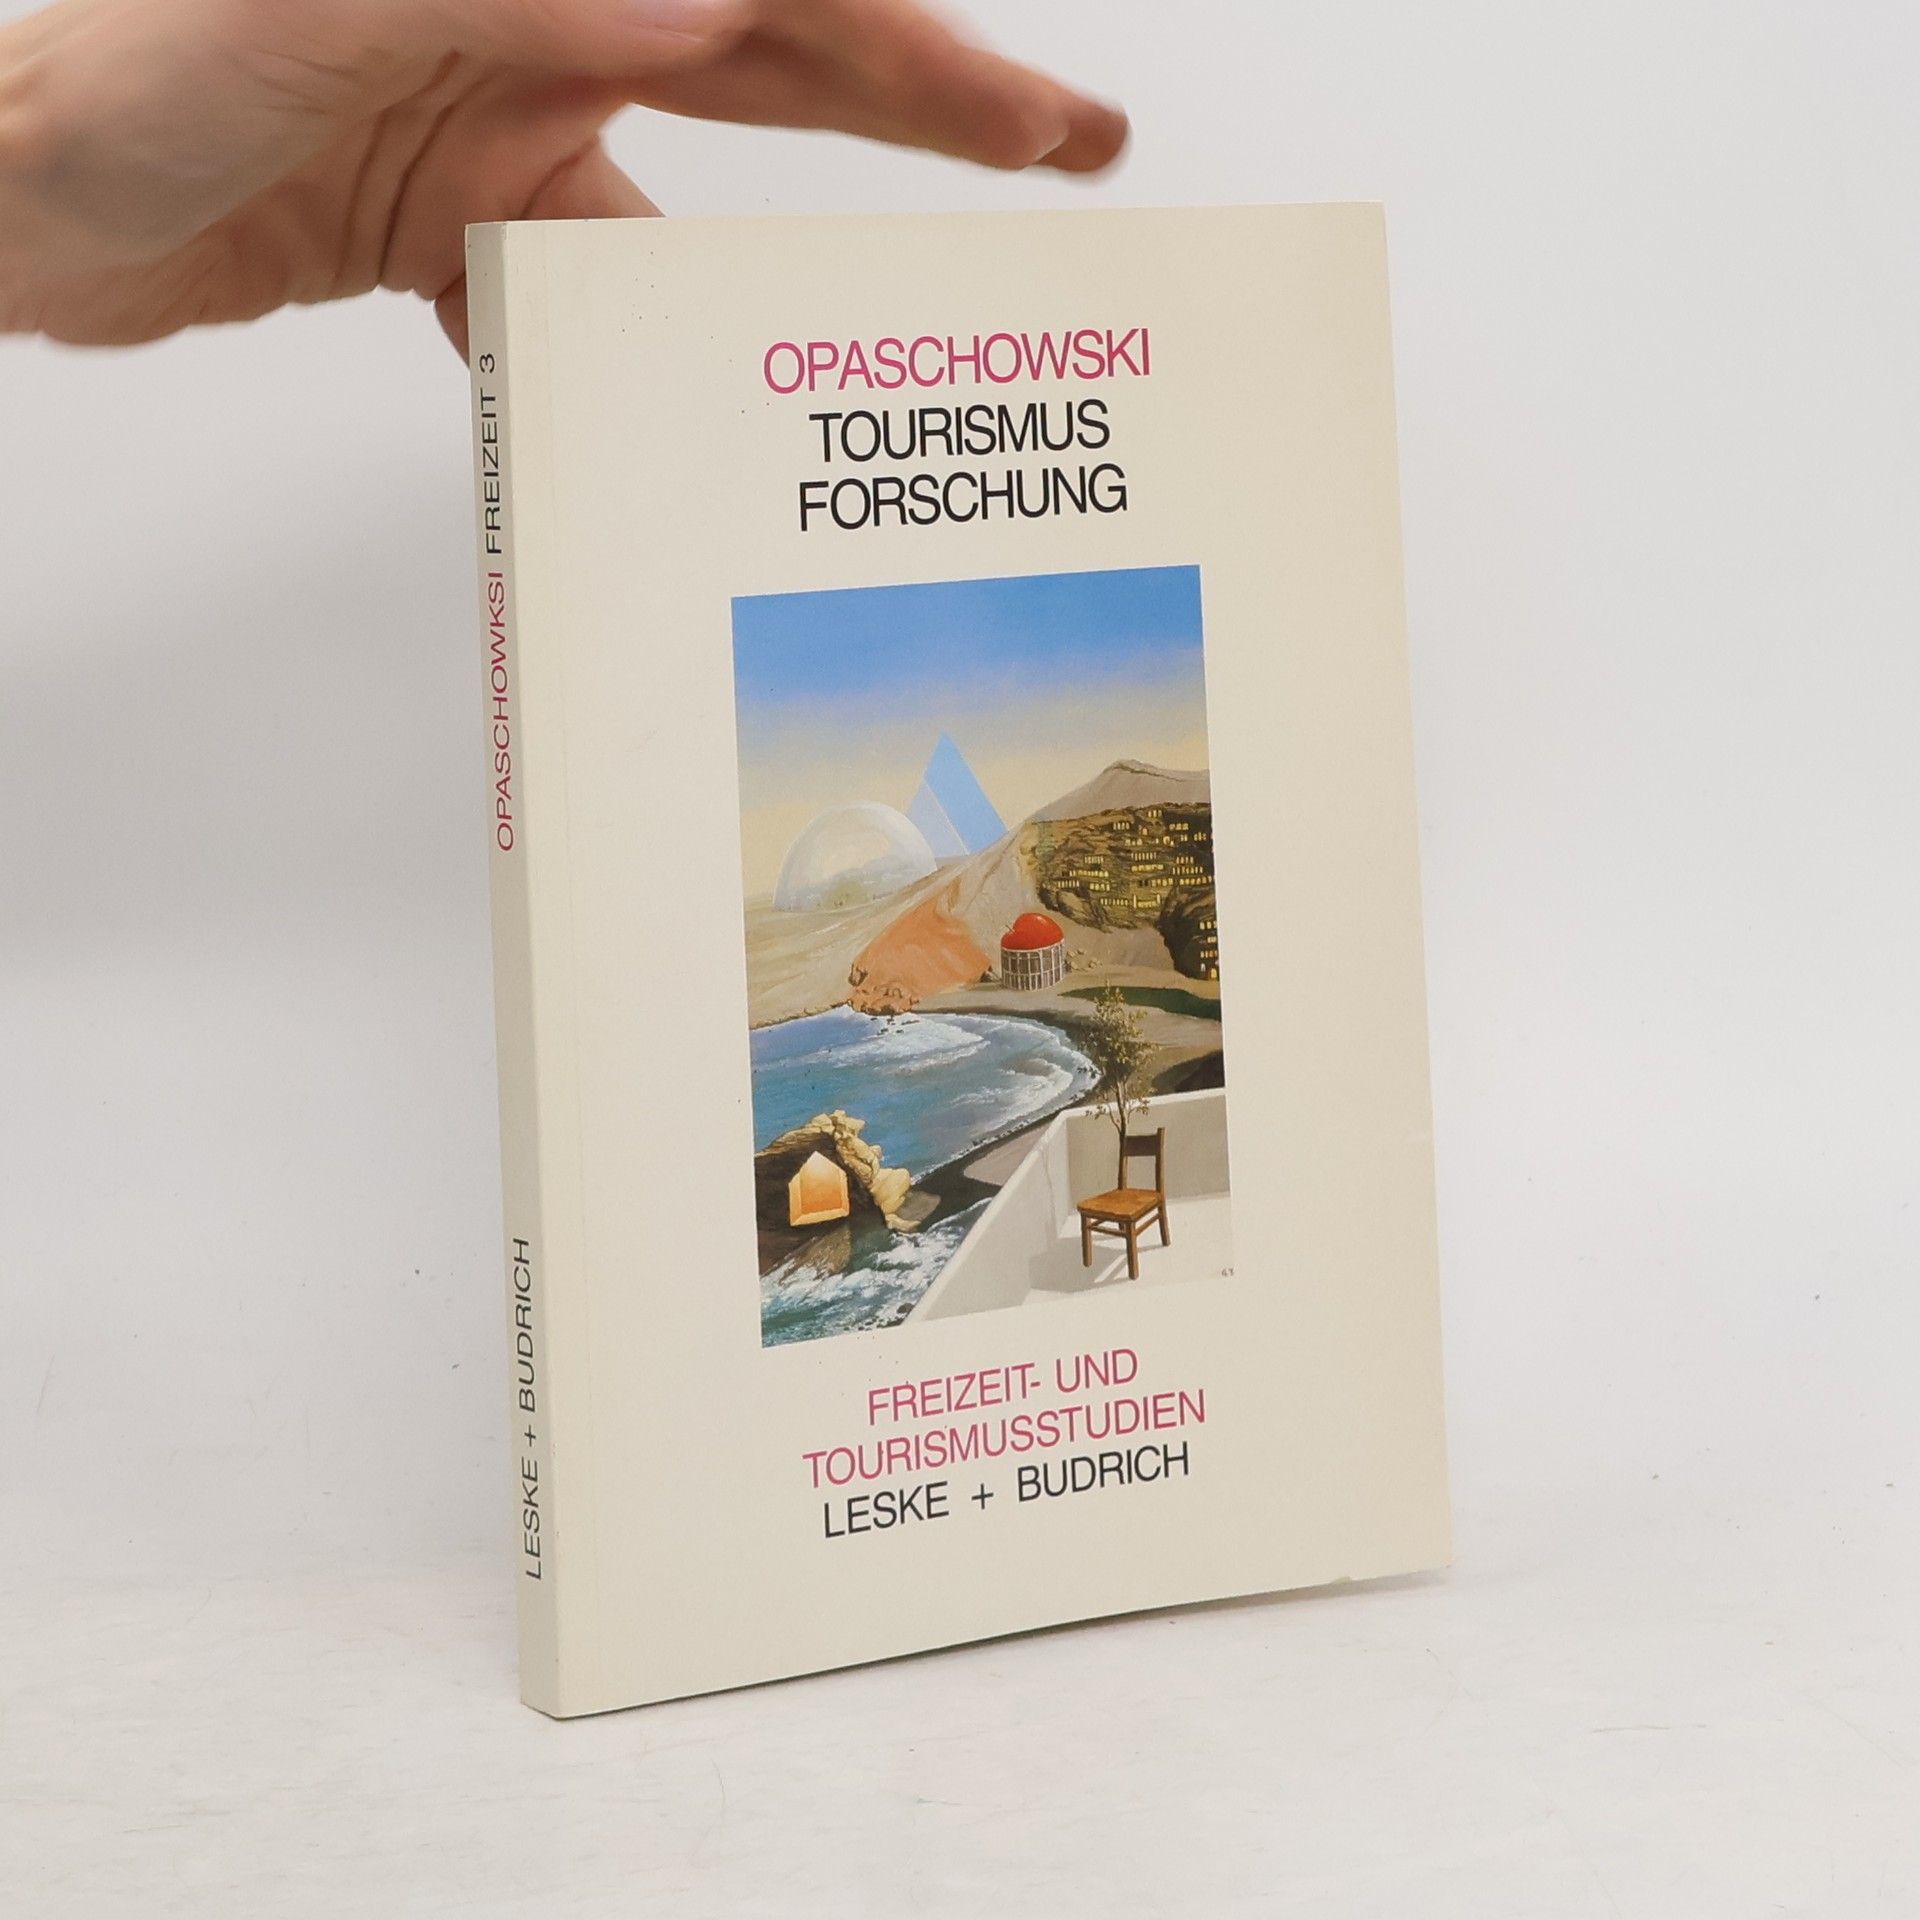 OPASCHOWSKI
TOURISMUS
FORSCHUNG
FREIZEIT- UND
TOURISMUSSTUDIEN
LESKE + BUDRICH
LESKE + BUDRICH OPASCHOWKSI FREIZEIT 3